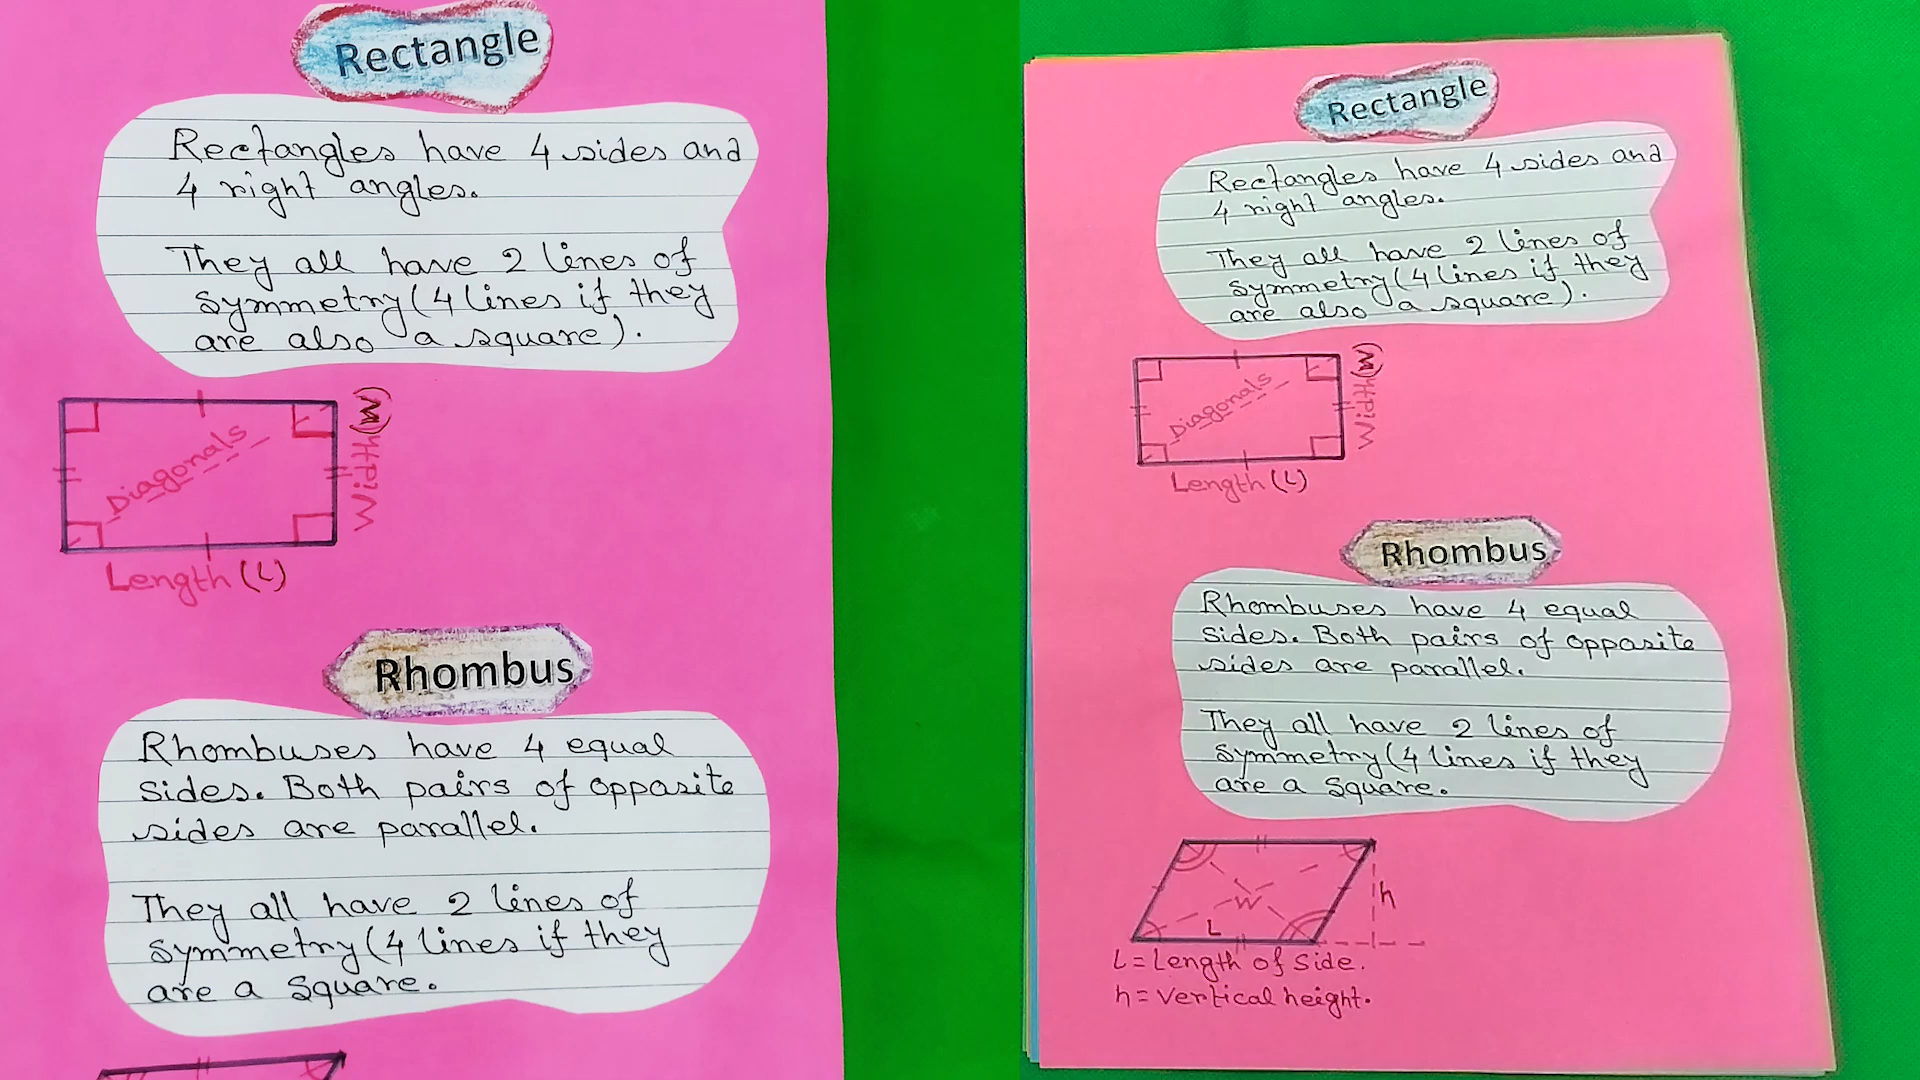 Rectangle
Rectangles have 4 sides and
4 right angles.
They all have 2 lines of
symmetry (4 lines if they
are also a square).
Diagonals
Width (W)
Length (L)
Rhombus
Rhombuses have 4 equal
sides. Both pairs of opposite
sides are parallel.
They all have 2 lines of
symmetry (4 lines if they
are a Square.
Rectangle
Rectangles have 4 sides and
4 right angles.
They all have 2 lines of
symmetry (4 lines if they
are also a square).
Diagonals
Width (W)
Length (L)
Rhombus
Rhombuses have 4 equal
sides. Both pairs of opposite
sides are parallel.
They all have 2 lines of
symmetry (4 lines if they
are a Square.
W
h
L
L = Length of Side.
h = vertical height.